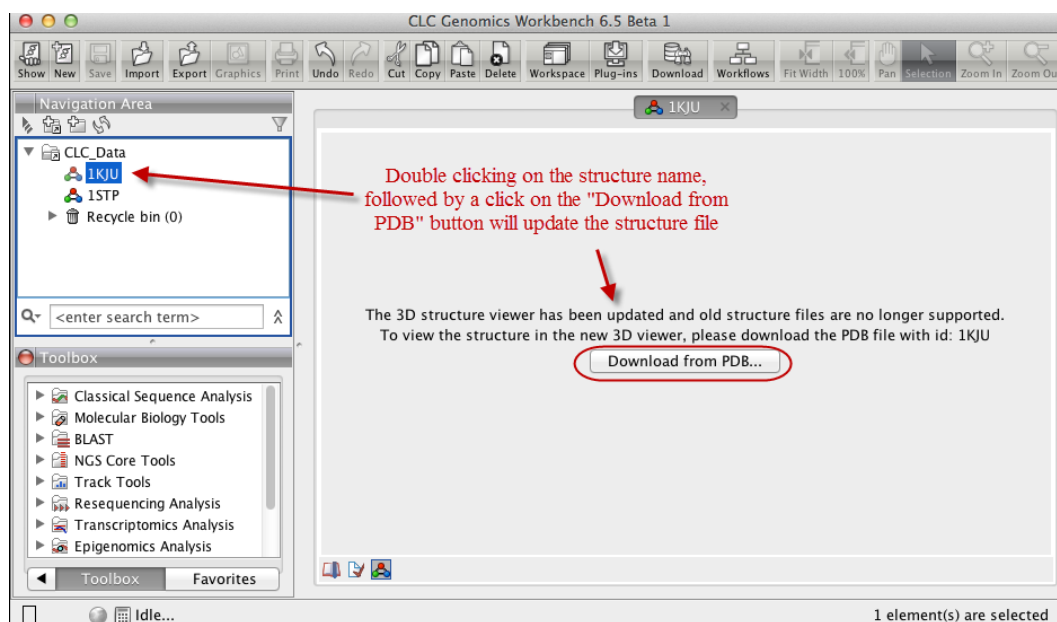 CLC Genomics Workbench 6.5 Beta 1
Show New Save Import Export Graphics Print Undo Redo Cut Copy Paste Delete Workspace Plug-ins Download Workflows Fit Width 100% Pan Selection Zoom In Zoom Ou
Navigation Area
CLC_Data
1KJU
1STP
Recycle bin (0)
<enter search term>
Toolbox
Classical Sequence Analysis
Molecular Biology Tools
BLAST
NGS Core Tools
Track Tools
Resequencing Analysis
Transcriptomics Analysis
Epigenomics Analysis
Toolbox Favorites
1KJU
Double clicking on the structure name,
followed by a click on the "Download from
PDB" button will update the structure file
The 3D structure viewer has been updated and old structure files are no longer supported.
To view the structure in the new 3D viewer, please download the PDB file with id: 1KJU
Download from PDB...
Idle...
1 element(s) are selected